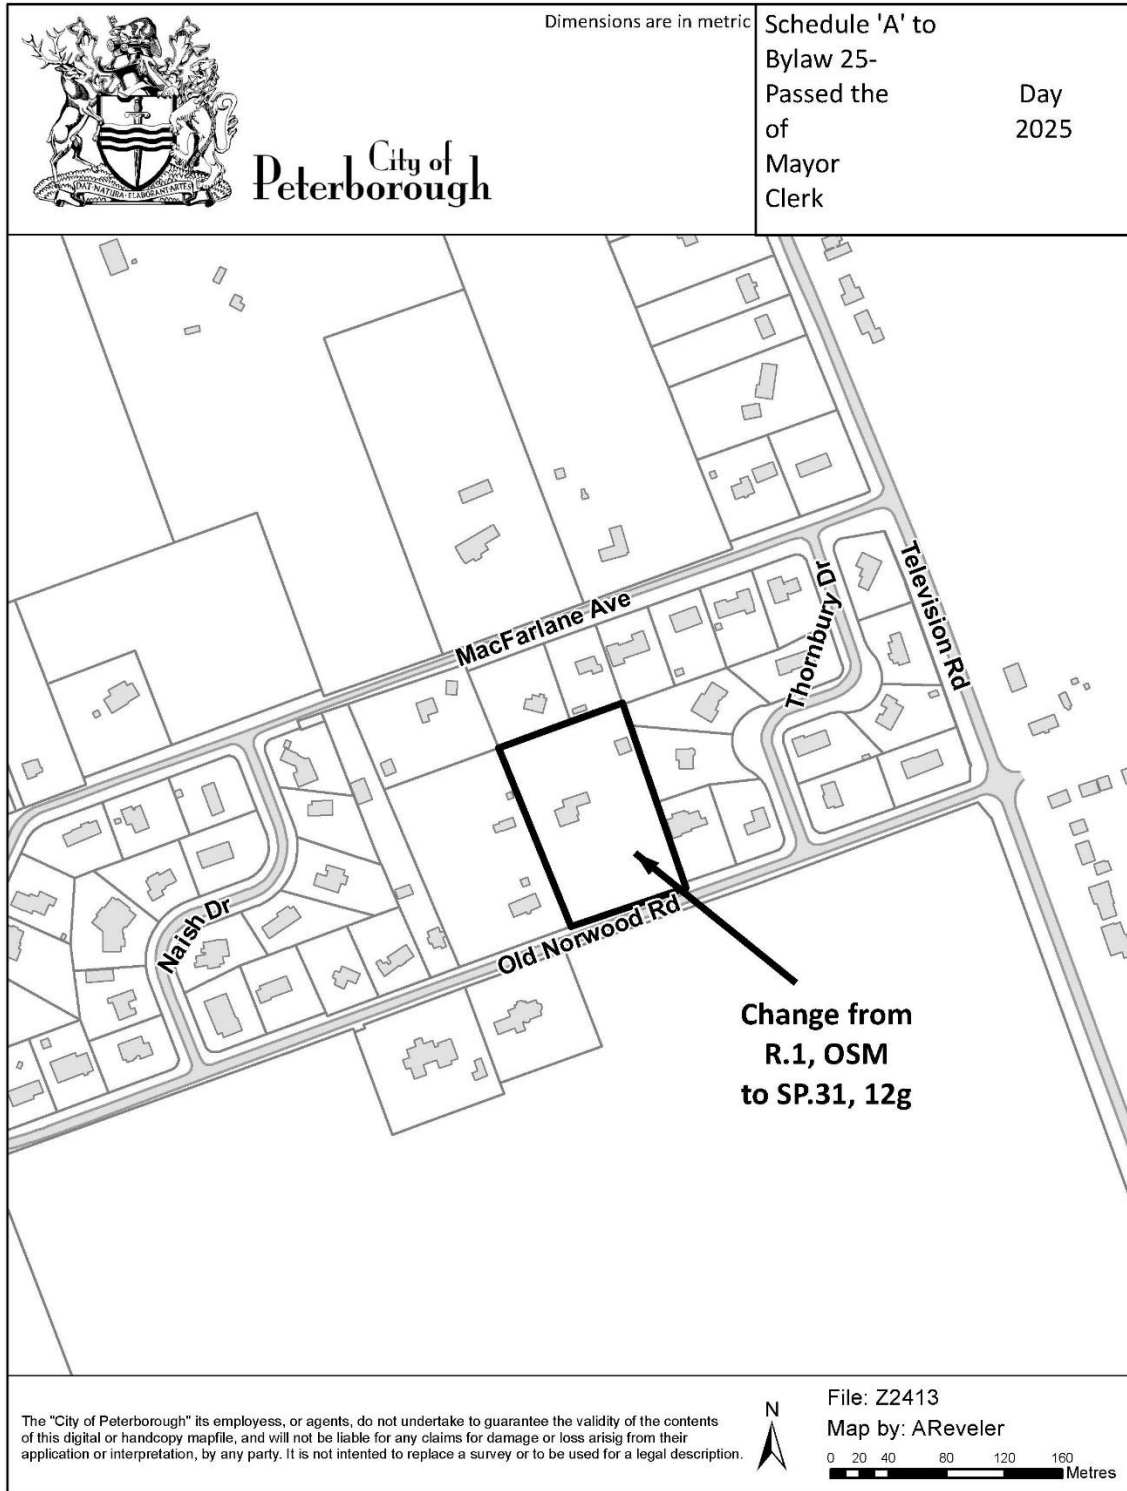 Dimensions are in metric
Schedule 'A' to
Bylaw 25-
Passed the Day
of 2025
Mayor
Clerk
DAT·NATURA·ELABORANT·ARTES
City of
Peterborough
MacFarlane Ave
Thornbury Dr
Television Rd
Naish Dr
Old Norwood Rd
Change from
R.1, OSM
to SP.31, 12g
The "City of Peterborough" its employess, or agents, do not undertake to guarantee the validity of the contents
of this digital or handcopy mapfile, and will not be liable for any claims for damage or loss arisig from their
application or interpretation, by any party. It is not intended to replace a survey or to be used for a legal description.
N
File: Z2413
Map by: AReveler
0 20 40 80 120 160
Metres